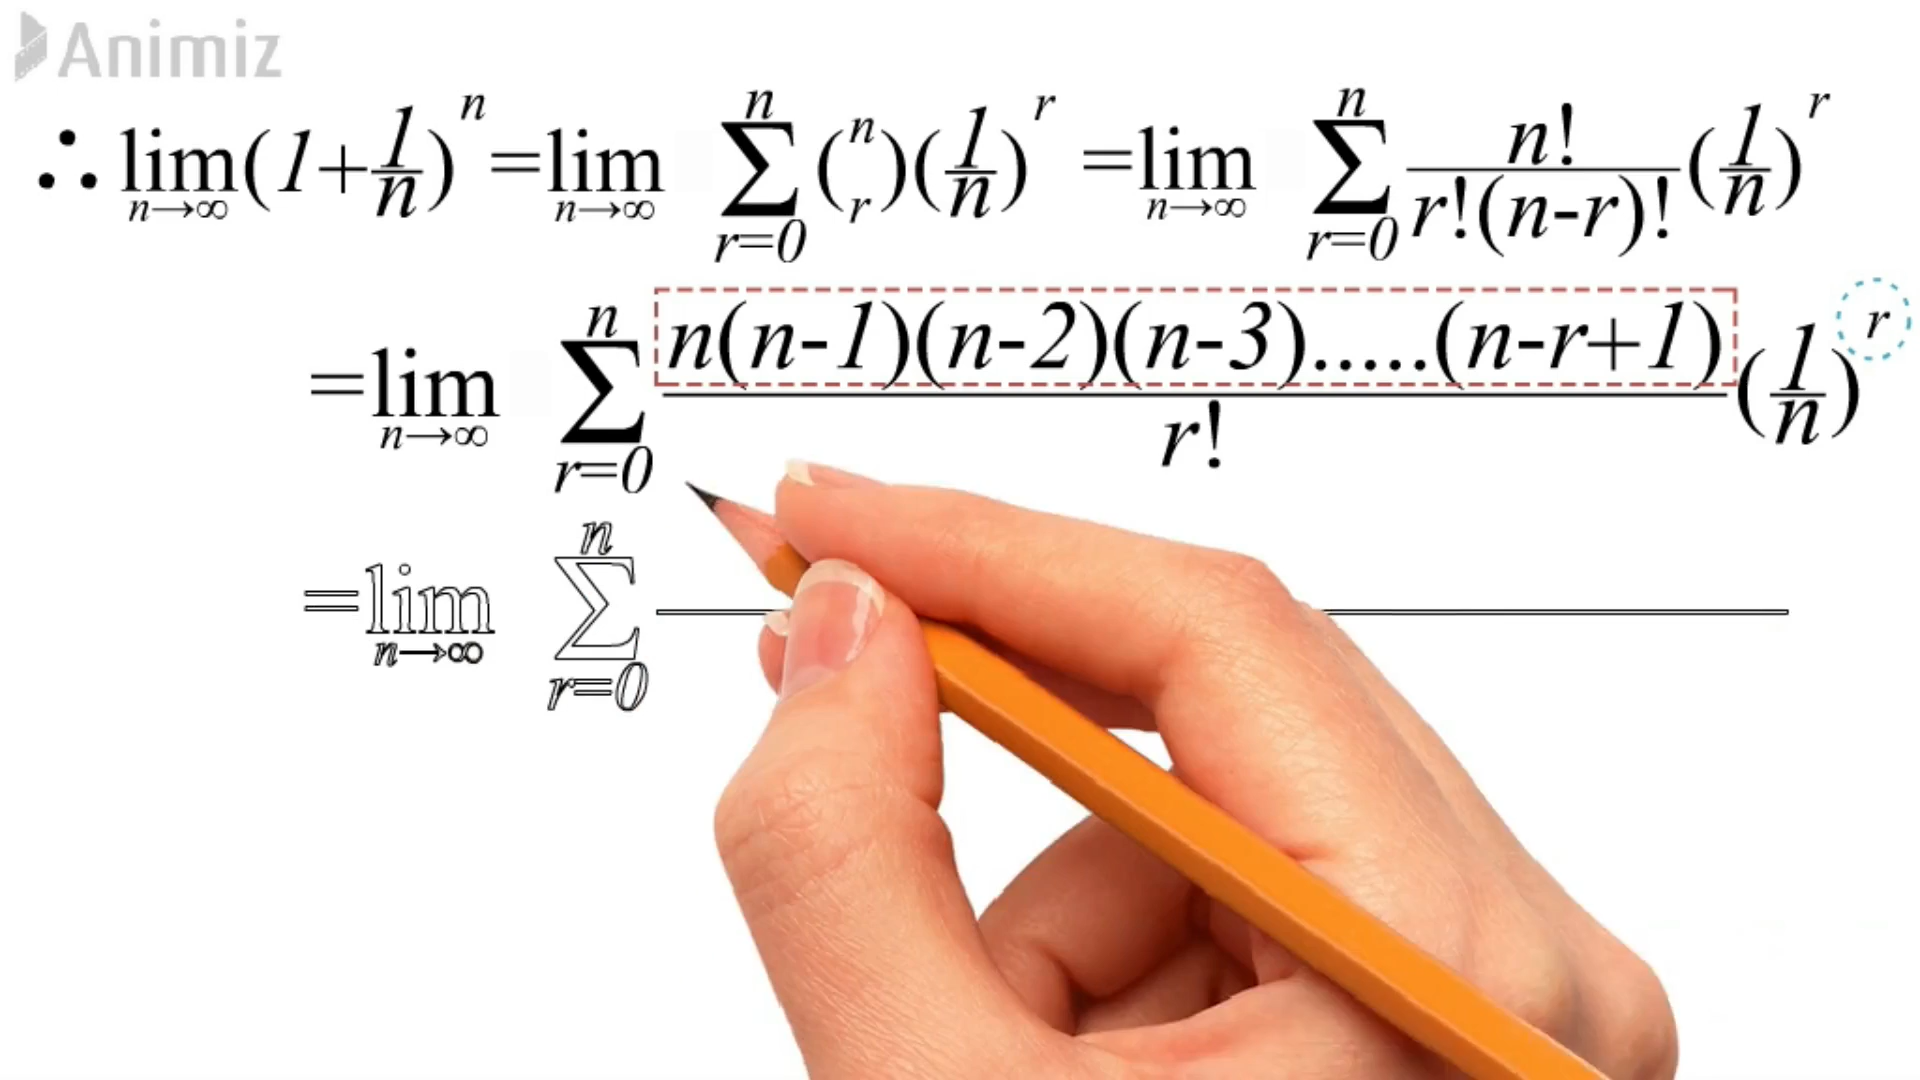 Animiz
∴ lim n→∞ (1+1/n)^n =lim n→∞ ∑ r=0 n (n r)(1/n)^r =lim n→∞ ∑ r=0 n n!/r!(n-r)! (1/n)^r
=lim n→∞ ∑ r=0 n n(n-1)(n-2)(n-3).....(n-r+1)/r! (1/n)^r
=lim n→∞ ∑ r=0 n